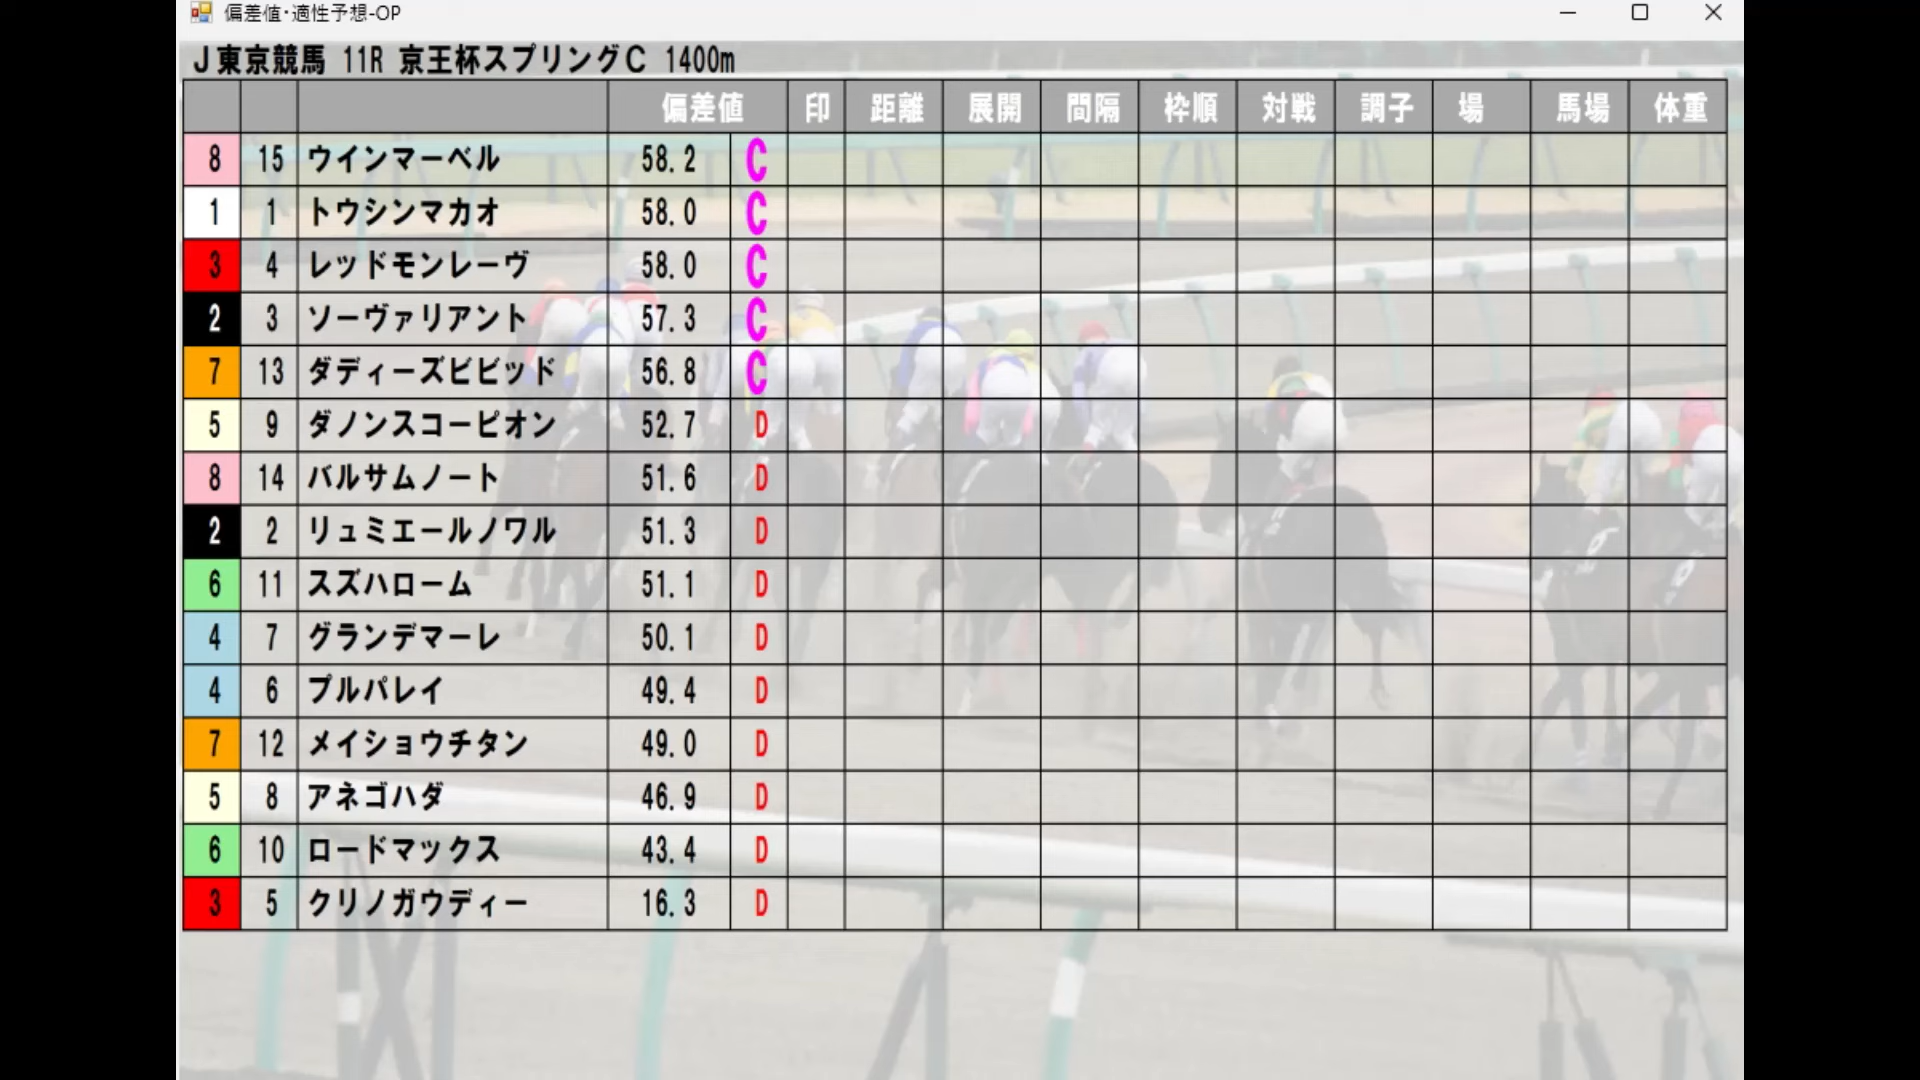 偏差値・適性予想-OP
J東京競馬 11R 京王杯スプリングC 1400m
偏差値 印 距離 展開 間隔 枠順 対戦 調子 場 馬場 体重
8 15 ウインマーベル 58.2 C
1 1 トウシンマカオ 58.0 C
3 4 レッドモンレーヴ 58.0 C
2 3 ソーヴァリアント 57.3 C
7 13 ダディーズビビッド 56.8 C
5 9 ダノンスコーピオン 52.7 D
8 14 バルサムノート 51.6 D
2 2 リュミエールノワル 51.3 D
6 11 スズハローム 51.1 D
4 7 グランデマーレ 50.1 D
4 6 プルパレイ 49.4 D
7 12 メイショウチタン 49.0 D
5 8 アネゴハダ 46.9 D
6 10 ロードマックス 43.4 D
3 5 クリノガウディー 16.3 D